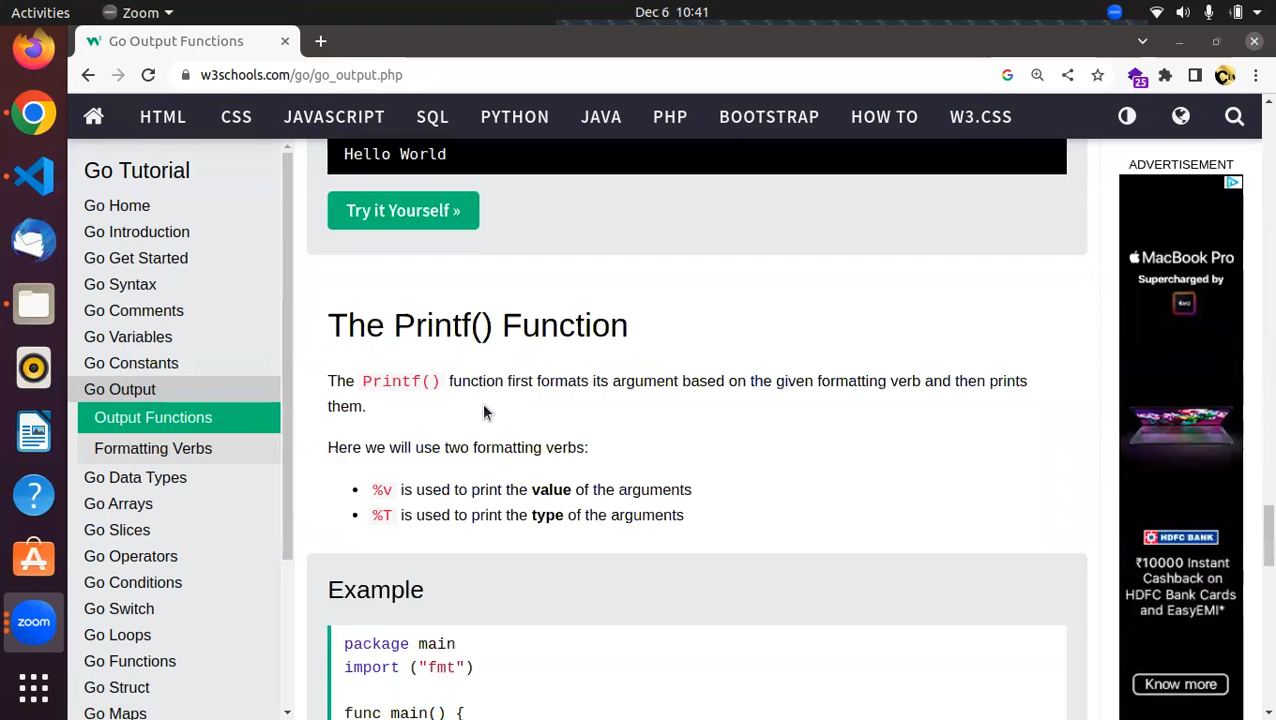 Activities
Zoom
Dec 6 10:41
zoom
Go Output Functions
w3schools.com/go/go_output.php
25
HTML
CSS
JAVASCRIPT
SQL
PYTHON
JAVA
PHP
BOOTSTRAP
HOW TO
W3.CSS
Go Tutorial
Go Home
Go Introduction
Go Get Started
Go Syntax
Go Comments
Go Variables
Go Constants
Go Output
Output Functions
Formatting Verbs
Go Data Types
Go Arrays
Go Slices
Go Operators
Go Conditions
Go Switch
Go Loops
Go Functions
Go Struct
Go Maps
zoom
Hello World
Try it Yourself »
The Printf() Function
The Printf() function first formats its argument based on the given formatting verb and then prints
them.
Here we will use two formatting verbs:
• %v is used to print the value of the arguments
• %T is used to print the type of the arguments
Example
package main
import ("fmt")
func main() {
ADVERTISEMENT
MacBook Pro
Supercharged by
HDFC BANK
₹10000 Instant
Cashback on
HDFC Bank Cards
and EasyEMI*
Know more